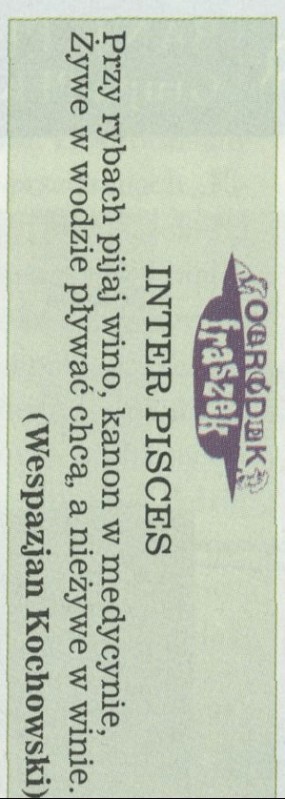 OGRÓDEK
fraszek
INTER PISCES
Przy rybach pijaj wino, kanon w medycynie,
Żywe w wodzie pływać chcą, a nieżywe w winie.
(Wespazjan Kochowski)